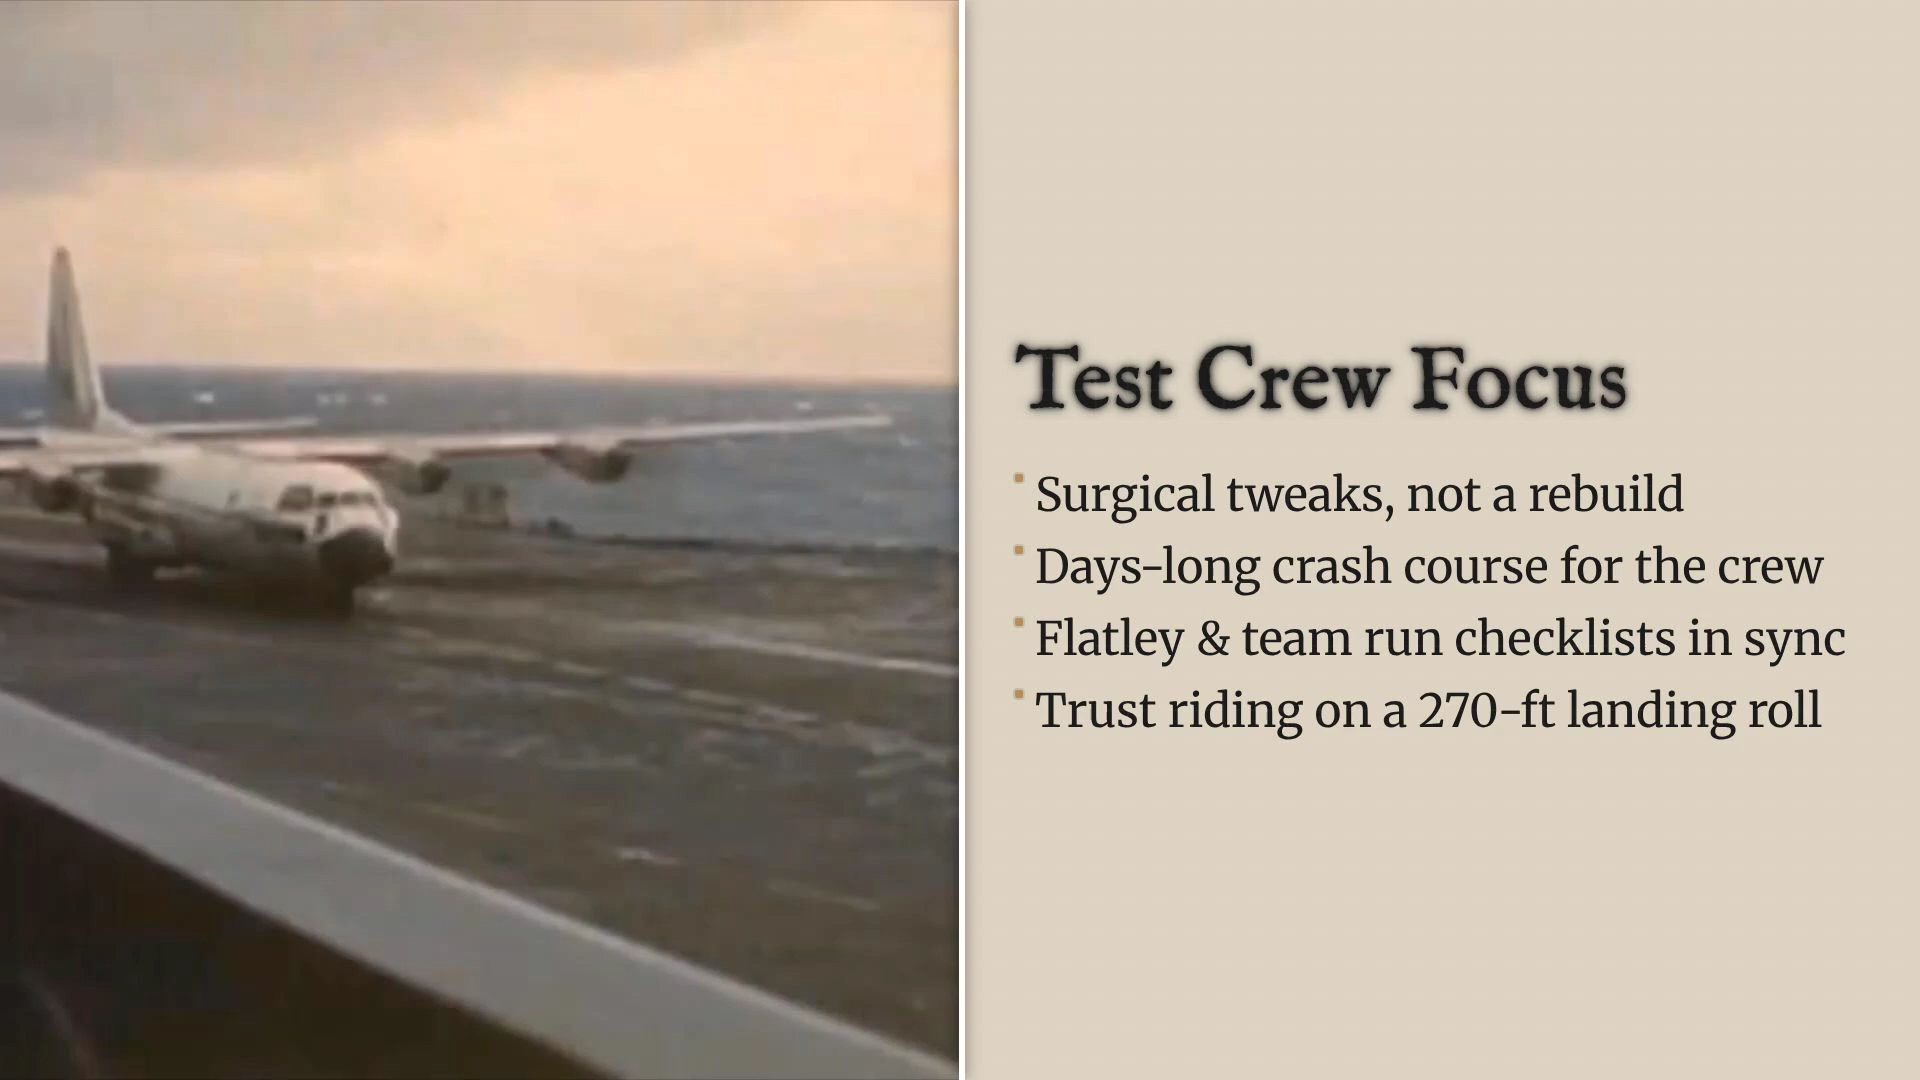 Test Crew Focus
Surgical tweaks, not a rebuild
Days-long crash course for the crew
Flatley & team run checklists in sync
Trust riding on a 270-ft landing roll